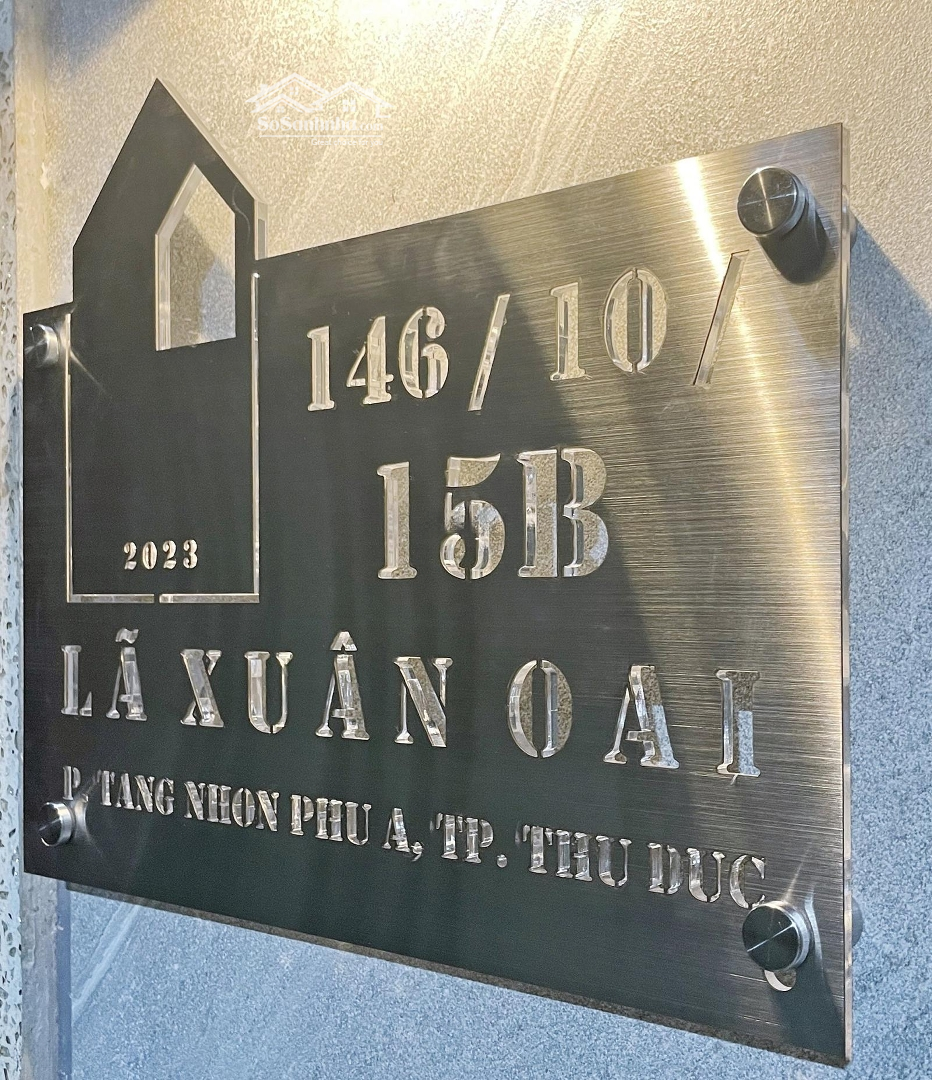 146/10/
15B
2023
LÃ XUÂN OAI
P. TANG NHON PHU A, TP. THU DUC